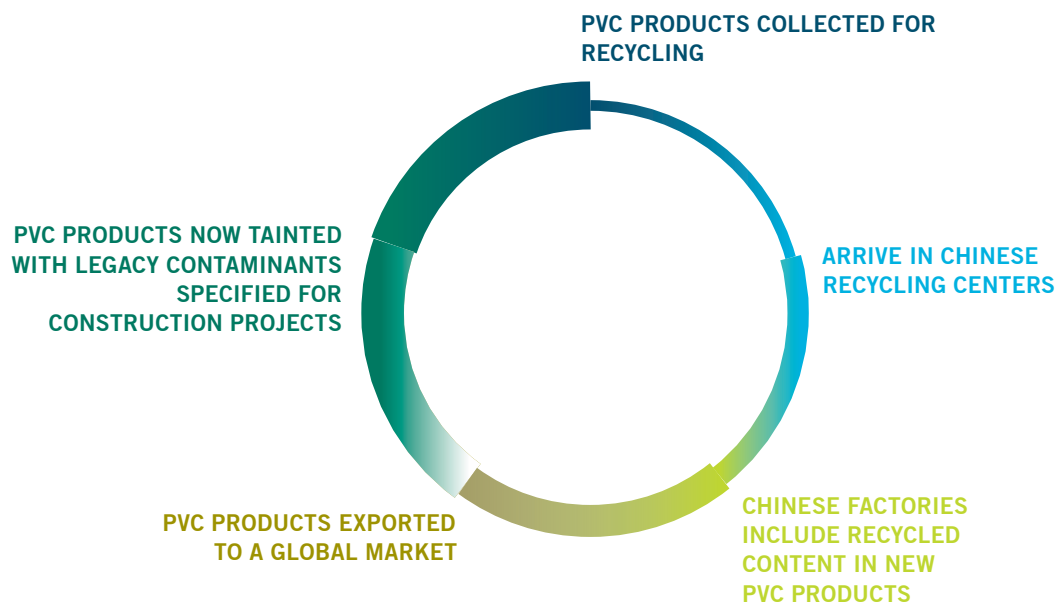 PVC PRODUCTS COLLECTED FOR
RECYCLING
ARRIVE IN CHINESE
RECYCLING CENTERS
CHINESE FACTORIES
INCLUDE RECYCLED
CONTENT IN NEW
PVC PRODUCTS
PVC PRODUCTS EXPORTED
TO A GLOBAL MARKET
PVC PRODUCTS NOW TAINTED
WITH LEGACY CONTAMINANTS
SPECIFIED FOR
CONSTRUCTION PROJECTS